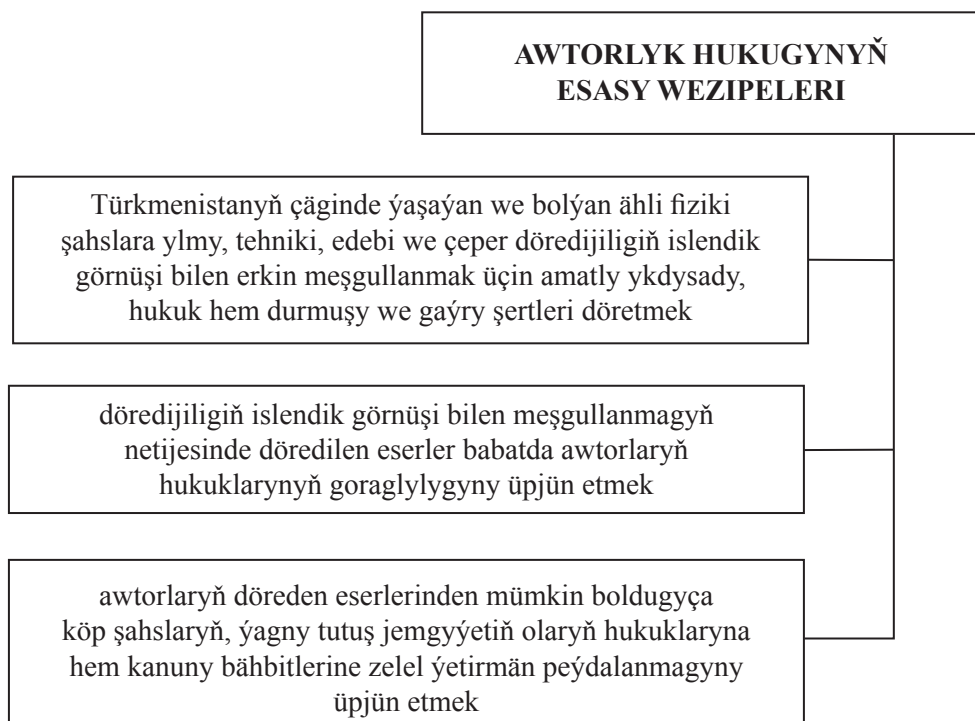 AWTORLYK HUKUGYNYŇ
ESASY WEZIPELERI
Türkmenistanyň çäginde ýaşaýan we bolýan ähli fiziki
şahslara ylmy, tehniki, edebi we çeper döredijiligiň islendik
görnüşi bilen erkin meşgullanmak üçin amatly ykdysady,
hukuk hem durmuşy we gaýry şertleri döretmek
döredijiligiň islendik görnüşi bilen meşgullanmagyň
netijesinde döredilen eserler babatda awtorlaryň
hukuklarynyň goraglylygyny üpjün etmek
awtorlaryň döreden eserlerinden mümkin boldugyça
köp şahslaryň, ýagny tutuş jemgyýetiň olaryň hukuklaryna
hem kanuny bähbitlerine zelel ýetirmän peýdalanmagyny
üpjün etmek